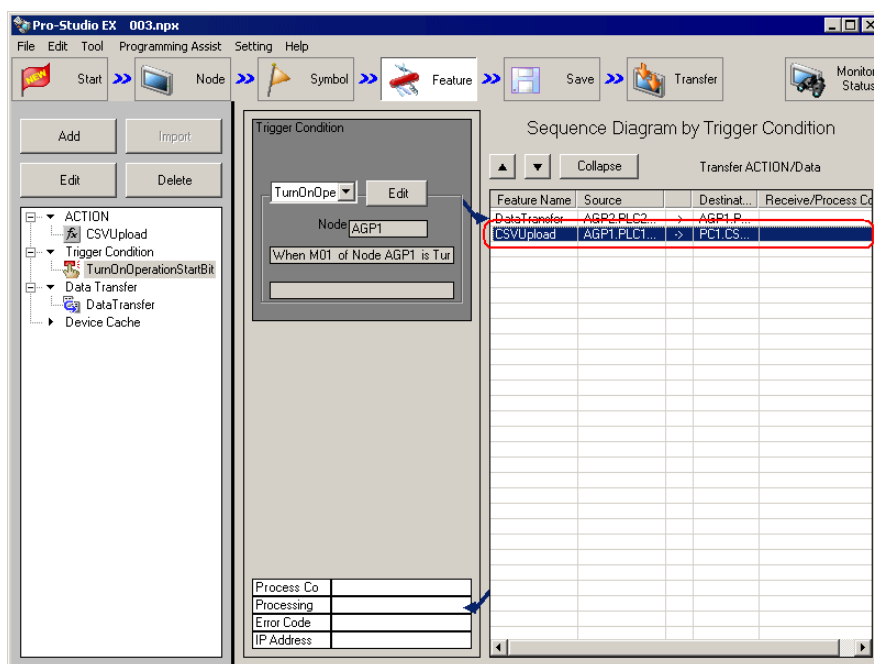 Pro-Studio EX 003.npx
File Edit Tool Programming Assist Setting Help
NEW Start Node Symbol Feature Save Transfer Monitor Status
Add Import
Edit Delete
ACTION
fx CSVUpload
Trigger Condition
TurnOnOperationStartBit
Data Transfer
DataTransfer
Device Cache
Trigger Condition
TurnOnOpe Edit
Node AGP1
When M01 of Node AGP1 is Tur
Process Co
Processing
Error Code
IP Address
Sequence Diagram by Trigger Condition
Collapse Transfer ACTION/Data
Feature Name Source Destinat... Receive/Process Co
DataTransfer AGP2.PLC2... -> AGP1.P...
CSVUpload AGP1.PLC1... -> PC1.CS...